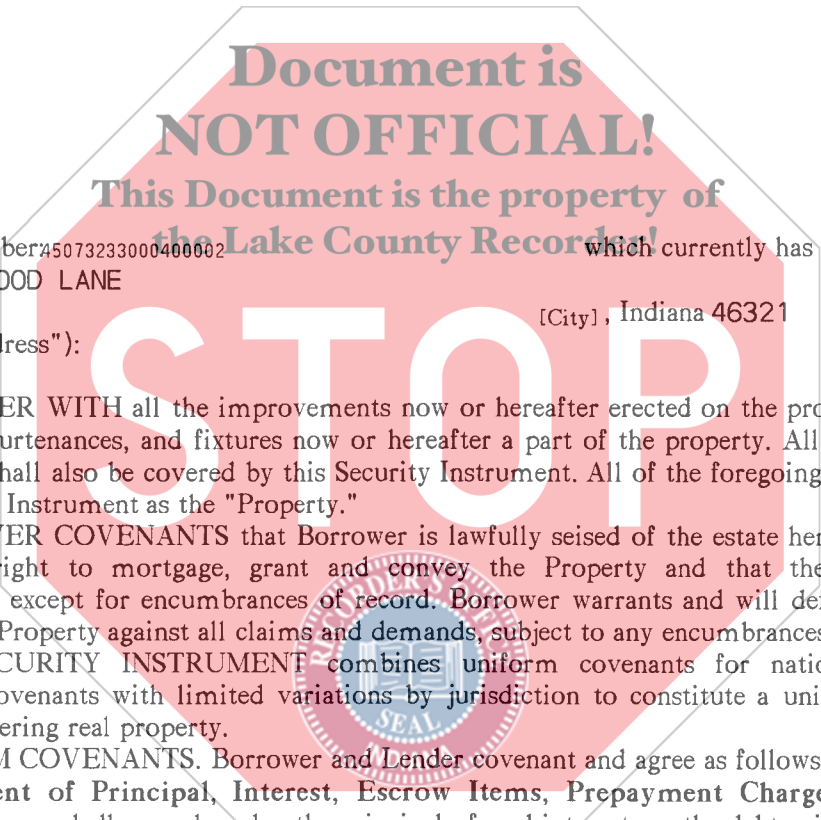 Document is
NOT OFFICIAL!
This Document is the property of
the Lake County Recorder!
ber:45073233000400002 which currently has
OOD LANE
[City], Indiana 46321
dress"):
STOP
ER WITH all the improvements now or hereafter erected on the pro
urtenances, and fixtures now or hereafter a part of the property. All
hall also be covered by this Security Instrument. All of the foregoing
Instrument as the "Property."
ER COVENANTS that Borrower is lawfully seised of the estate her
right to mortgage, grant and convey the Property and that the
except for encumbrances of record. Borrower warrants and will de
Property against all claims and demands, subject to any encumbrances
CURITY INSTRUMENT combines uniform covenants for natio
ovenants with limited variations by jurisdiction to constitute a uni
ering real property.
M COVENANTS. Borrower and Lender covenant and agree as follows
ent of Principal, Interest, Escrow Items, Prepayment Charge
RECORDER'S OFFICE
SEAL
INDIANA